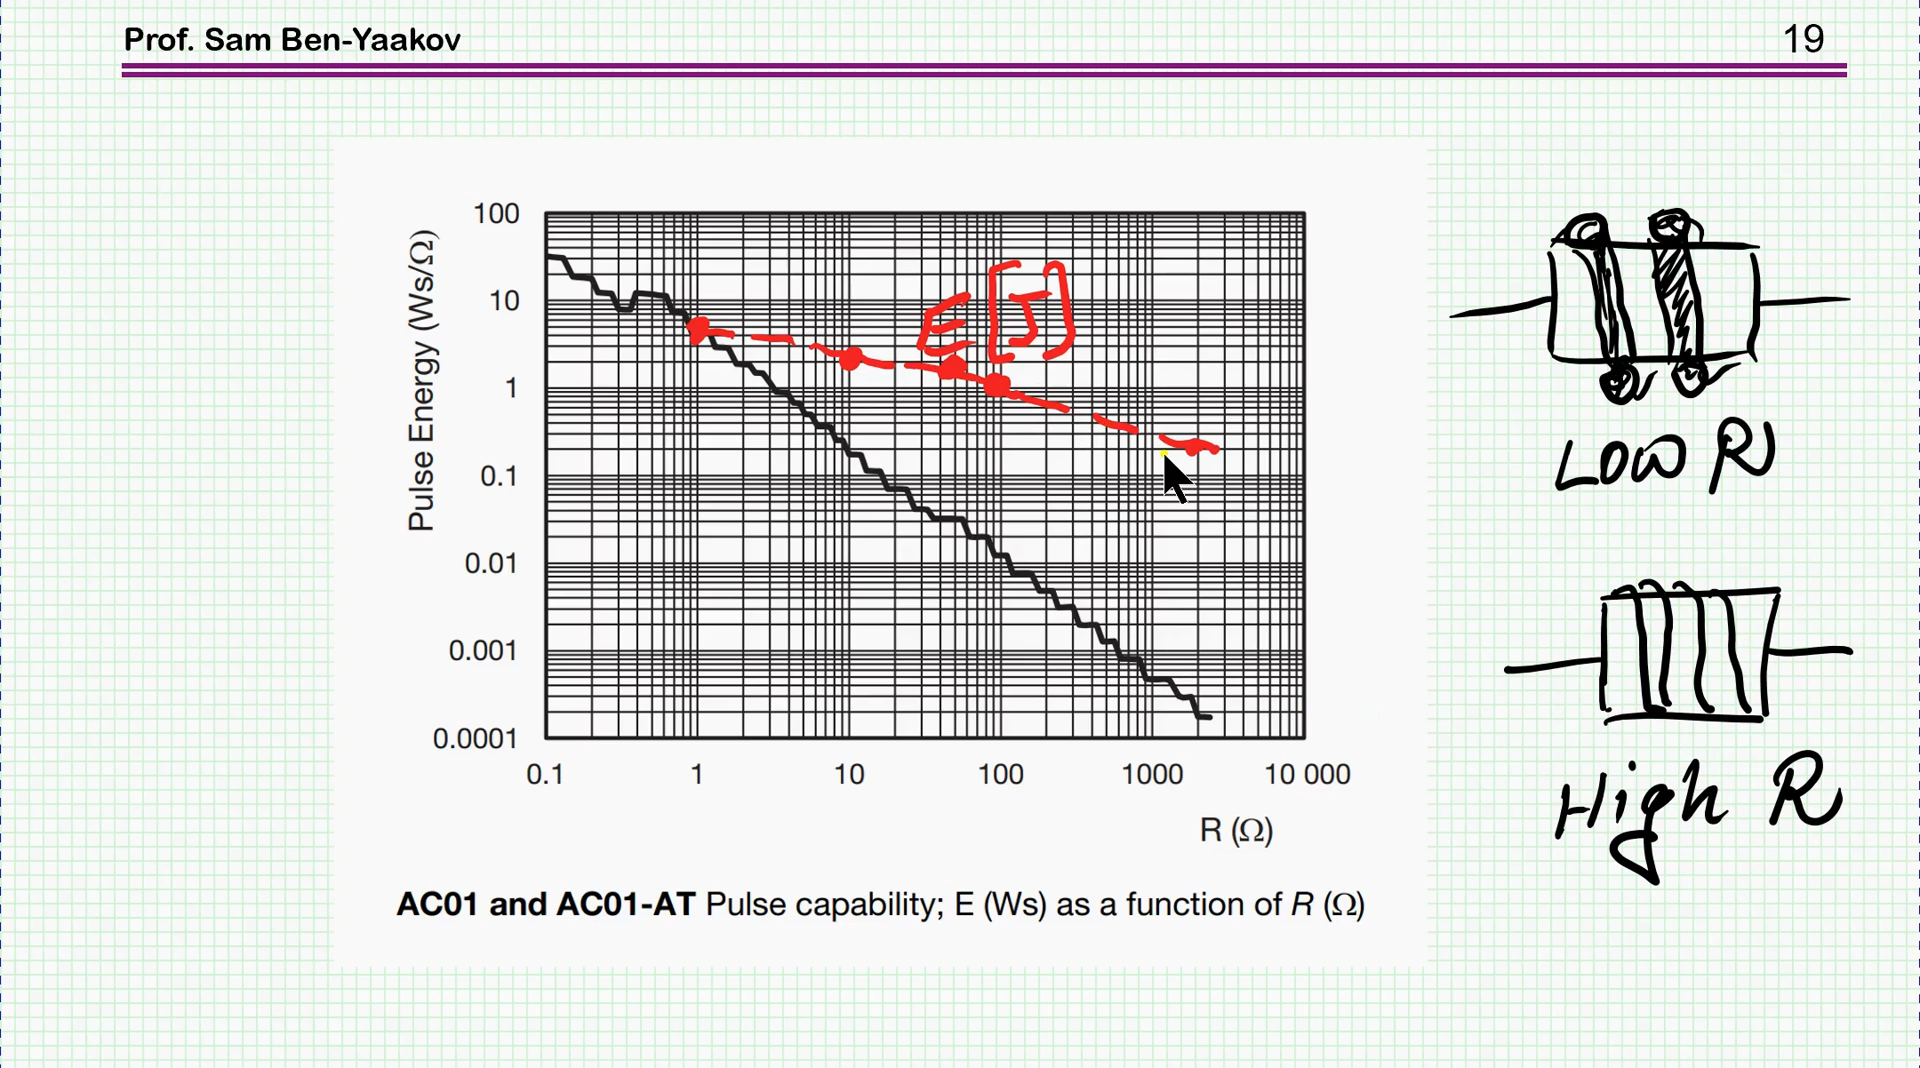 Prof. Sam Ben-Yaakov
19
Pulse Energy (Ws/Ω)
100
10
1
0.1
0.01
0.001
0.0001
0.1 1 10 100 1000 10 000
R (Ω)
AC01 and AC01-AT Pulse capability; E (Ws) as a function of R (Ω)
E [J]
LOW R
High R